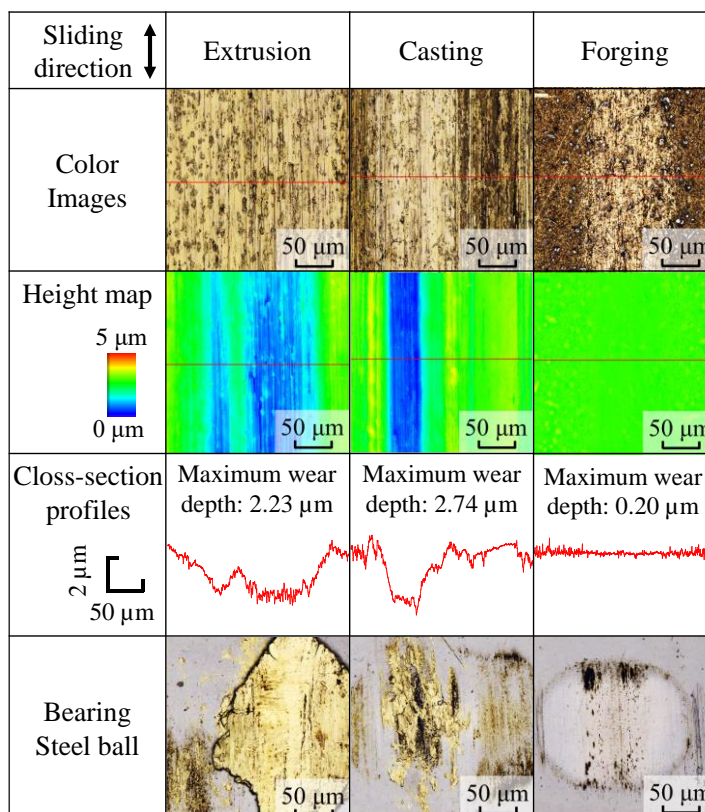 Sliding
direction
Extrusion
Casting
Forging
Color
Images
50 μm
50 μm
50 μm
Height map
5 μm
0 μm
50 μm
50 μm
50 μm
Closs-section
profiles
2 μm
50 μm
Maximum wear
depth: 2.23 μm
Maximum wear
depth: 2.74 μm
Maximum wear
depth: 0.20 μm
Bearing
Steel ball
50 μm
50 μm
50 μm